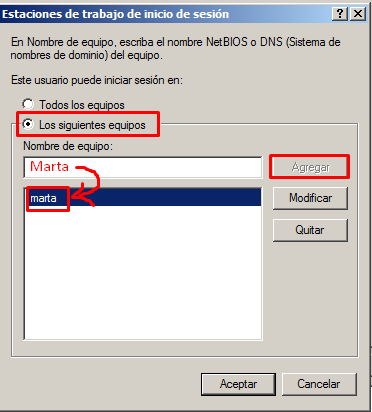 Estaciones de trabajo de inicio de sesión
En Nombre de equipo, escriba el nombre NetBIOS o DNS (Sistema de
nombres de dominio) del equipo.
Este usuario puede iniciar sesión en:
Todos los equipos
Los siguientes equipos
Nombre de equipo:
Marta
Agregar
marta
Modificar
Quitar
Aceptar
Cancelar